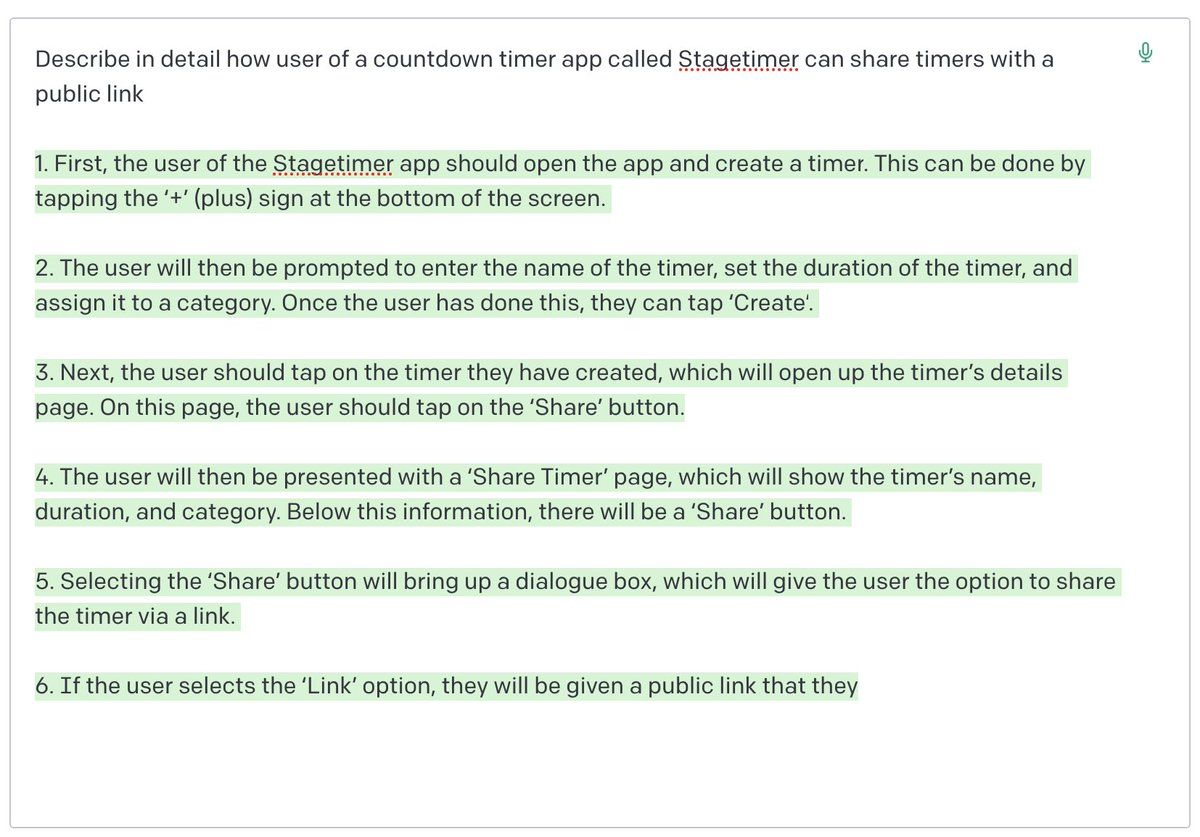 Describe in detail how user of a countdown timer app called Stagetimer can share timers with a
public link
1. First, the user of the Stagetimer app should open the app and create a timer. This can be done by
tapping the ‘+’ (plus) sign at the bottom of the screen.
2. The user will then be prompted to enter the name of the timer, set the duration of the timer, and
assign it to a category. Once the user has done this, they can tap ‘Create‘.
3. Next, the user should tap on the timer they have created, which will open up the timer’s details
page. On this page, the user should tap on the ‘Share’ button.
4. The user will then be presented with a ‘Share Timer’ page, which will show the timer’s name,
duration, and category. Below this information, there will be a ‘Share’ button.
5. Selecting the ‘Share’ button will bring up a dialogue box, which will give the user the option to share
the timer via a link.
6. If the user selects the ‘Link’ option, they will be given a public link that they